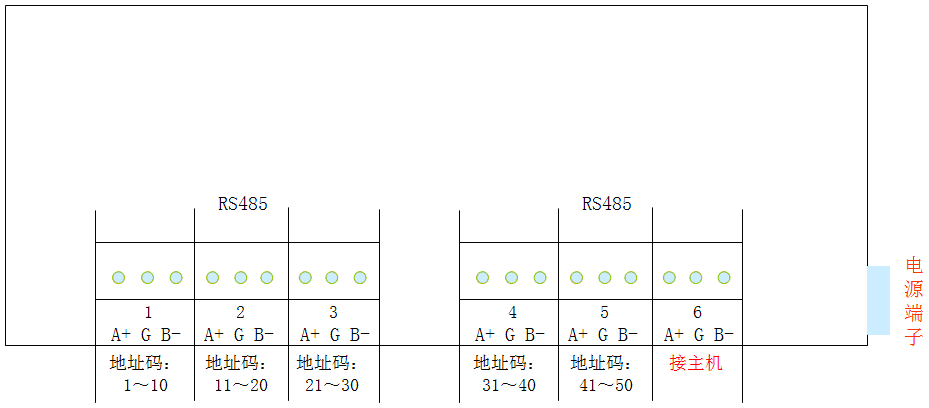 RS485
RS485
1 2 3 4 5 6
A+ G B- A+ G B- A+ G B- A+ G B- A+ G B- A+ G B-
地址码: 地址码: 地址码: 地址码: 地址码: 接主机
1～10 11～20 21～30 31～40 41～50
电
源
端
子